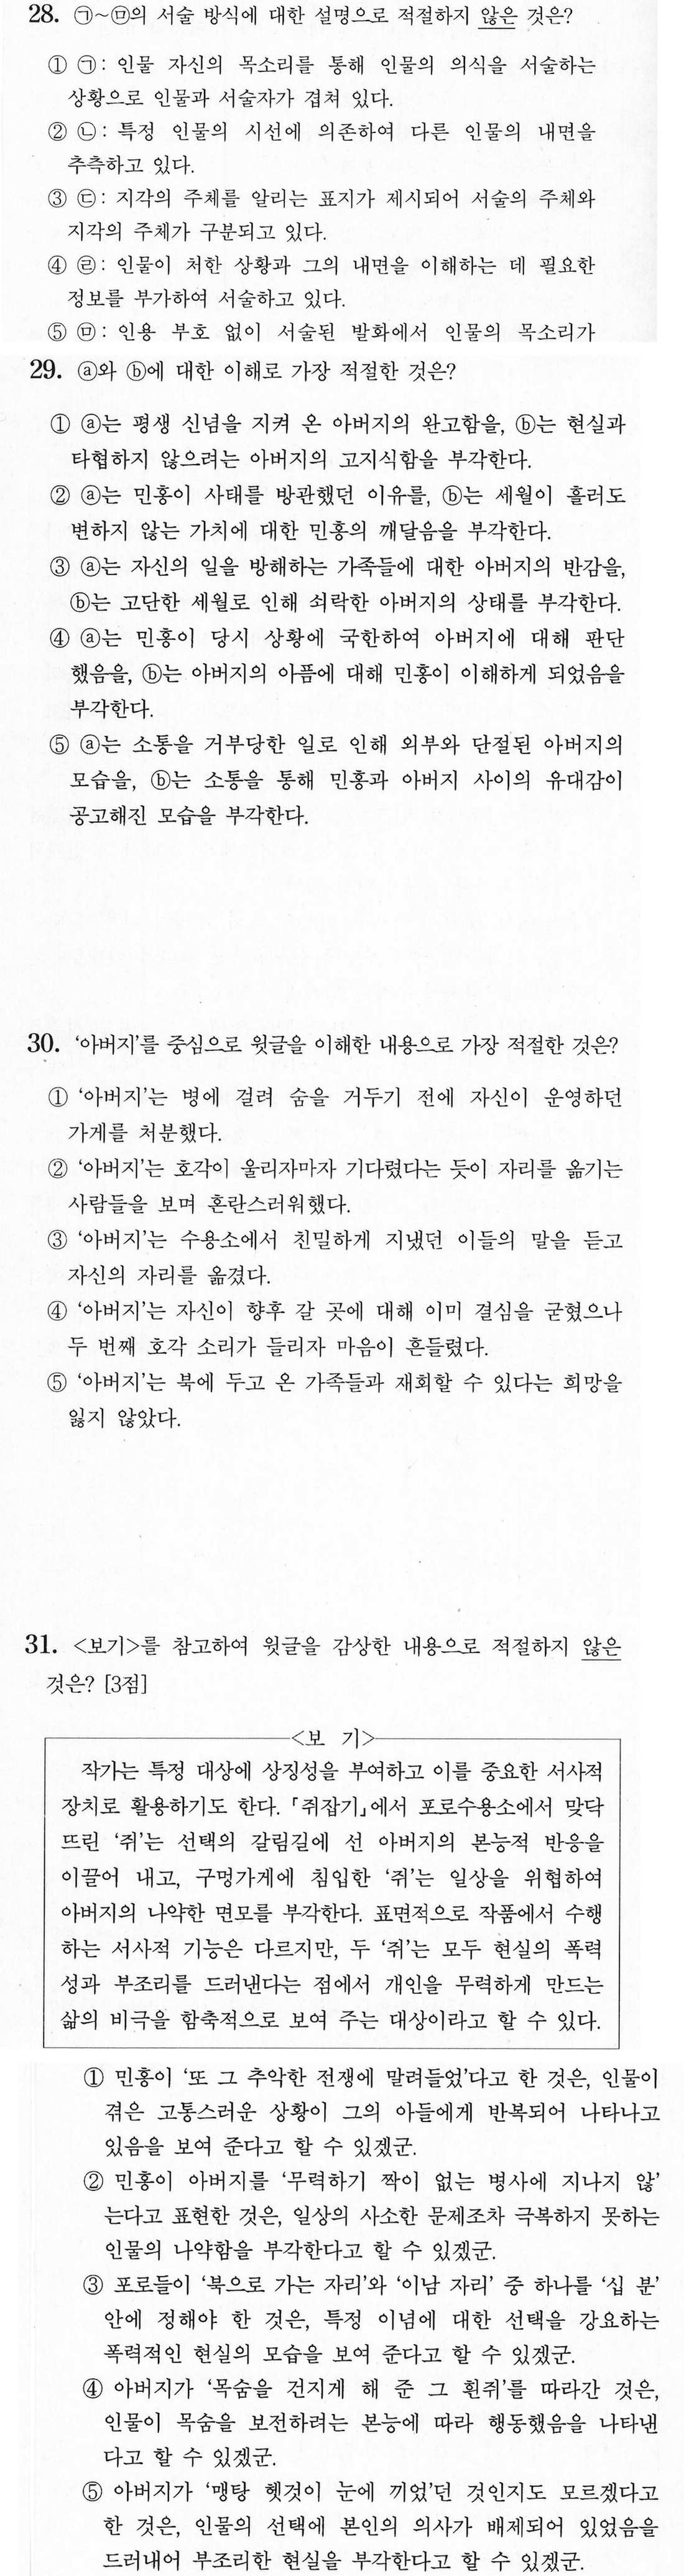 28. ㉠~㉤의 서술 방식에 대한 설명으로 적절하지 않은 것은?
① ㉠: 인물 자신의 목소리를 통해 인물의 의식을 서술하는
상황으로 인물과 서술자가 겹쳐 있다.
② ㉡: 특정 인물의 시선에 의존하여 다른 인물의 내면을
추측하고 있다.
③ ㉢: 지각의 주체를 알리는 표지가 제시되어 서술의 주체와
지각의 주체가 구분되고 있다.
④ ㉣: 인물이 처한 상황과 그의 내면을 이해하는 데 필요한
정보를 부가하여 서술하고 있다.
⑤ ㉤: 인용 부호 없이 서술된 발화에서 인물의 목소리가
29. ⓐ와 ⓑ에 대한 이해로 가장 적절한 것은?
① ⓐ는 평생 신념을 지켜 온 아버지의 완고함을, ⓑ는 현실과
타협하지 않으려는 아버지의 고지식함을 부각한다.
② ⓐ는 민홍이 사태를 방관했던 이유를, ⓑ는 세월이 흘러도
변하지 않는 가치에 대한 민홍의 깨달음을 부각한다.
③ ⓐ는 자신의 일을 방해하는 가족들에 대한 아버지의 반감을,
ⓑ는 고단한 세월로 인해 쇠락한 아버지의 상태를 부각한다.
④ ⓐ는 민홍이 당시 상황에 국한하여 아버지에 대해 판단
했음을, ⓑ는 아버지의 아픔에 대해 민홍이 이해하게 되었음을
부각한다.
⑤ ⓐ는 소통을 거부당한 일로 인해 외부와 단절된 아버지의
모습을, ⓑ는 소통을 통해 민홍과 아버지 사이의 유대감이
공고해진 모습을 부각한다.
30. ‘아버지’를 중심으로 윗글을 이해한 내용으로 가장 적절한 것은?
① ‘아버지’는 병에 걸려 숨을 거두기 전에 자신이 운영하던
가게를 처분했다.
② ‘아버지’는 호각이 울리자마자 기다렸다는 듯이 자리를 옮기는
사람들을 보며 혼란스러워했다.
③ ‘아버지’는 수용소에서 친밀하게 지냈던 이들의 말을 듣고
자신의 자리를 옮겼다.
④ ‘아버지’는 자신이 향후 갈 곳에 대해 이미 결심을 굳혔으나
두 번째 호각 소리가 들리자 마음이 흔들렸다.
⑤ ‘아버지’는 북에 두고 온 가족들과 재회할 수 있다는 희망을
잃지 않았다.
31. <보기>를 참고하여 윗글을 감상한 내용으로 적절하지 않은
것은? [3점]
<보 기>
작가는 특정 대상에 상징성을 부여하고 이를 중요한 서사적
장치로 활용하기도 한다. 「쥐잡기」에서 포로수용소에서 맞닥
뜨린 ‘쥐’는 선택의 갈림길에 선 아버지의 본능적 반응을
이끌어 내고, 구멍가게에 침입한 ‘쥐’는 일상을 위협하여
아버지의 나약한 면모를 부각한다. 표면적으로 작품에서 수행
하는 서사적 기능은 다르지만, 두 ‘쥐’는 모두 현실의 폭력
성과 부조리를 드러낸다는 점에서 개인을 무력하게 만드는
삶의 비극을 함축적으로 보여 주는 대상이라고 할 수 있다.
① 민홍이 ‘또 그 추악한 전쟁에 말려들었’다고 한 것은, 인물이
겪은 고통스러운 상황이 그의 아들에게 반복되어 나타나고
있음을 보여 준다고 할 수 있겠군.
② 민홍이 아버지를 ‘무력하기 짝이 없는 병사에 지나지 않’
는다고 표현한 것은, 일상의 사소한 문제조차 극복하지 못하는
인물의 나약함을 부각한다고 할 수 있겠군.
③ 포로들이 ‘북으로 가는 자리’와 ‘이남 자리’ 중 하나를 ‘십 분’
안에 정해야 한 것은, 특정 이념에 대한 선택을 강요하는
폭력적인 현실의 모습을 보여 준다고 할 수 있겠군.
④ 아버지가 ‘목숨을 건지게 해 준 그 흰쥐’를 따라간 것은,
인물이 목숨을 보전하려는 본능에 따라 행동했음을 나타낸
다고 할 수 있겠군.
⑤ 아버지가 ‘맹탕 헛것이 눈에 끼었’던 것인지도 모르겠다고
한 것은, 인물의 선택에 본인의 의사가 배제되어 있었음을
드러내어 부조리한 현실을 부각한다고 할 수 있겠군.